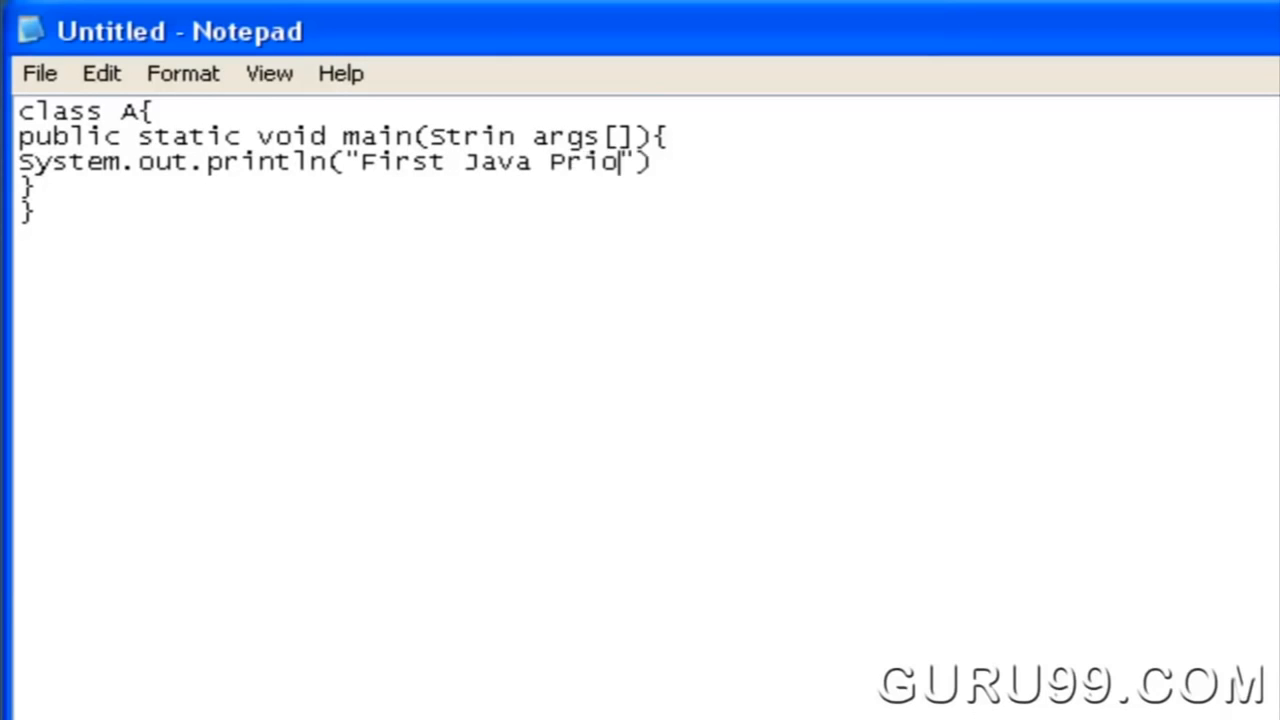 Untitled - Notepad
File Edit Format View Help
class A{
public static void main(Strin args[]){
System.out.println("First Java Prio")
}
}
GURU99.COM